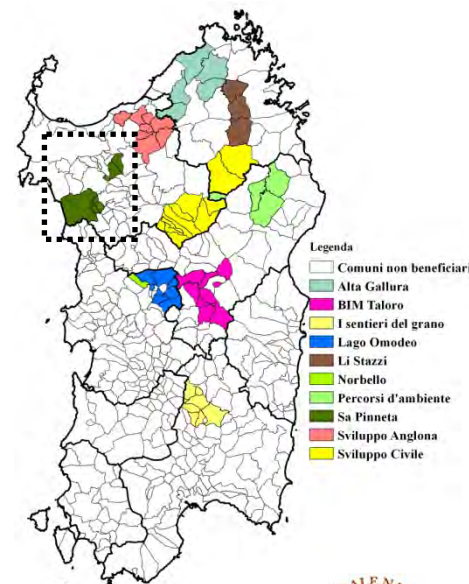 Legenda
Comuni non beneficiari
Alta Gallura
BIM Taloro
I sentieri del grano
Lago Omodeo
Li Stazzi
Norbello
Percorsi d'ambiente
Sa Pinneta
Sviluppo Anglona
Sviluppo Civile